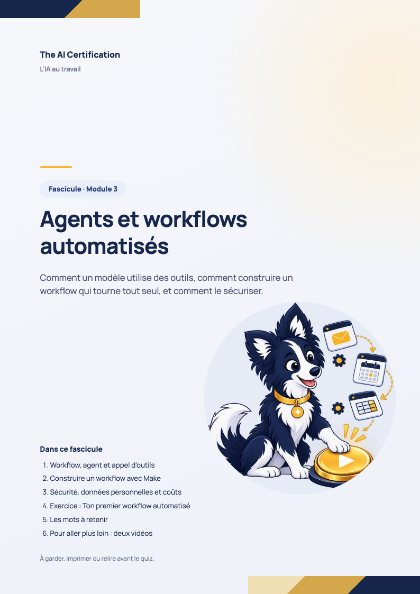 The AI Certification
L'IA au travail
Fascicule · Module 3
Agents et workflows
automatisés
Comment un modèle utilise des outils, comment construire un
workflow qui tourne tout seul, et comment le sécuriser.
Dans ce fascicule
1. Workflow, agent et appel d'outils
2. Construire un workflow avec Make
3. Sécurité, données personnelles et coûts
4. Exercice : Ton premier workflow automatisé
5. Les mots à retenir
6. Pour aller plus loin : deux vidéos
À garder, imprimer ou relire avant le quiz.